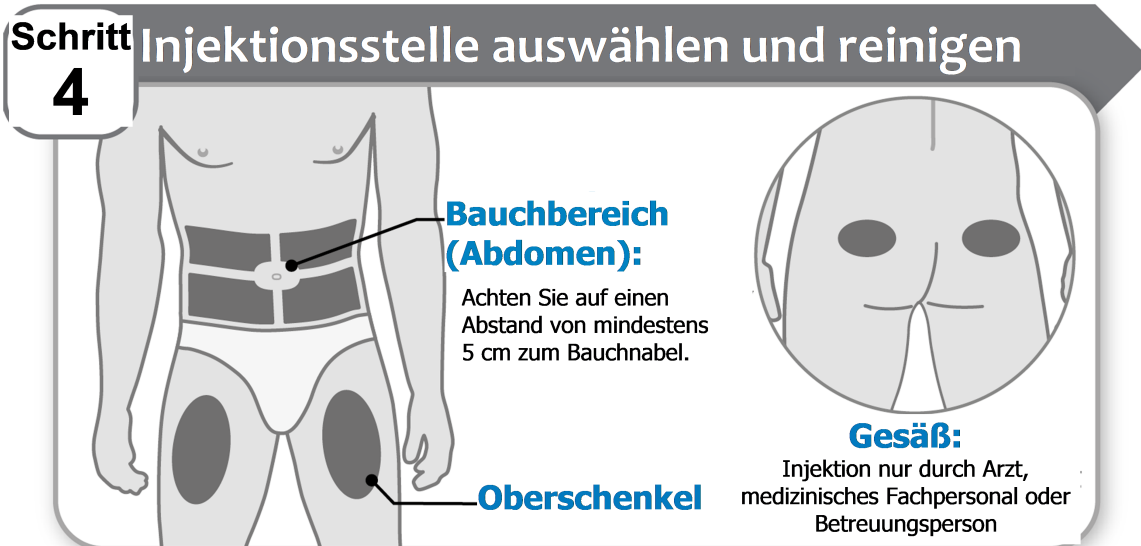 Schritt
4
Injektionsstelle auswählen und reinigen
Bauchbereich
(Abdomen):
Achten Sie auf einen
Abstand von mindestens
5 cm zum Bauchnabel.
Oberschenkel
Gesäß:
Injektion nur durch Arzt,
medizinisches Fachpersonal oder
Betreuungsperson